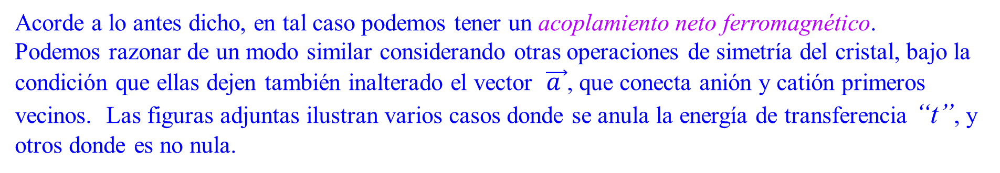 Acorde a lo antes dicho, en tal caso podemos tener un acoplamiento neto ferromagnético.
Podemos razonar de un modo similar considerando otras operaciones de simetría del cristal, bajo la
condición que ellas dejen también inalterado el vector \vec{a}, que conecta anión y catión primeros
vecinos. Las figuras adjuntas ilustran varios casos donde se anula la energía de transferencia “t”, y
otros donde es no nula.